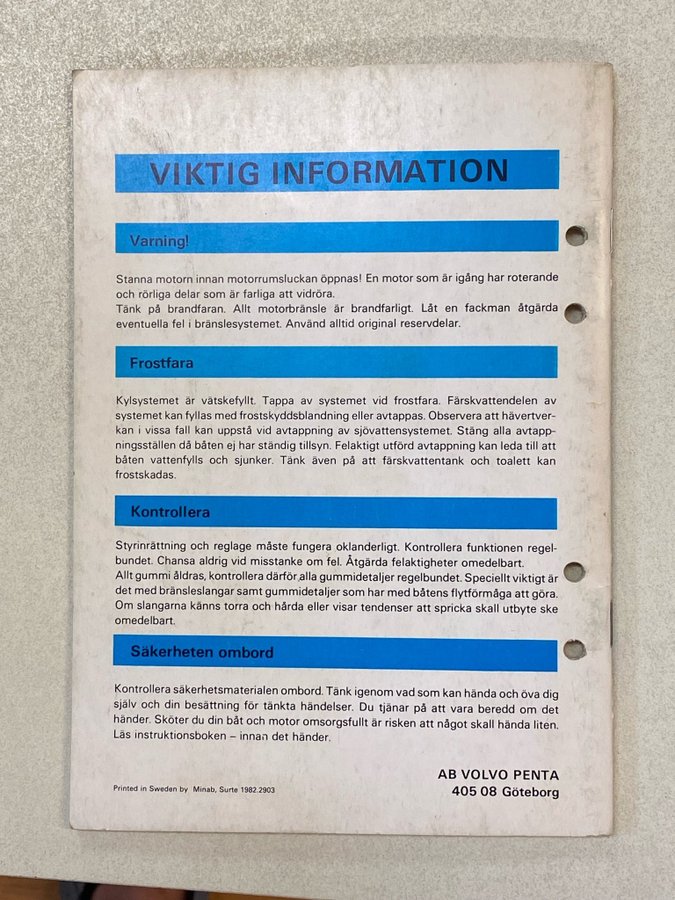 VIKTIG INFORMATION
Varning!
Stanna motorn innan motorrumsluckan öppnas! En motor som är igång har roterande
och rörliga delar som är farliga att vidröra.
Tänk på brandfaran. Allt motorbränsle är brandfarligt. Låt en fackman åtgärda
eventuella fel i bränslesystemet. Använd alltid original reservdelar.
Frostfara
Kylsystemet är vätskefyllt. Tappa av systemet vid frostfara. Färskvattendelen av
systemet kan fyllas med frostskyddsblandning eller avtappas. Observera att hävertver-
kan i vissa fall kan uppstå vid avtappning av sjövattensystemet. Stäng alla avtapp-
ningsställen då båten ej har ständig tillsyn. Felaktigt utförd avtappning kan leda till att
båten vattenfylls och sjunker. Tänk även på att färskvattentank och toalett kan
frostskadas.
Kontrollera
Styrinrättning och reglage måste fungera oklanderligt. Kontrollera funktionen regel-
bundet. Chansa aldrig vid misstanke om fel. Åtgärda felaktigheter omedelbart.
Allt gummi åldras, kontrollera därför alla gummidetaljer regelbundet. Speciellt viktigt är
det med bränsleslangar samt gummidetaljer som har med båtens flytförmåga att göra.
Om slangarna känns torra och hårda eller visar tendenser att spricka skall utbyte ske
omedelbart.
Säkerheten ombord
Kontrollera säkerhetsmaterialen ombord. Tänk igenom vad som kan hända och öva dig
själv och din besättning för tänkta händelser. Du tjänar på att vara beredd om det
händer. Sköter du din båt och motor omsorgsfullt är risken att något skall hända liten.
Läs instruktionsboken – innan det händer.
AB VOLVO PENTA
405 08 Göteborg
Printed in Sweden by Minab, Surte 1982.2903